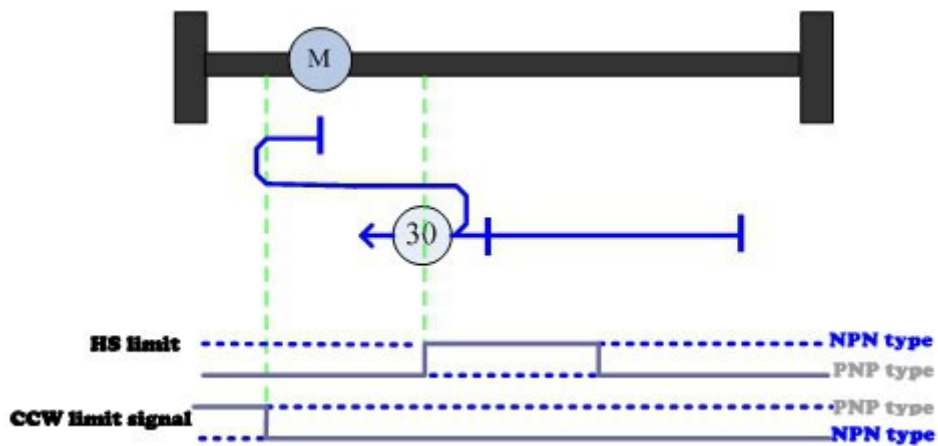 M
30
HS limit
NPN type
PNP type
CCW limit signal
PNP type
NPN type